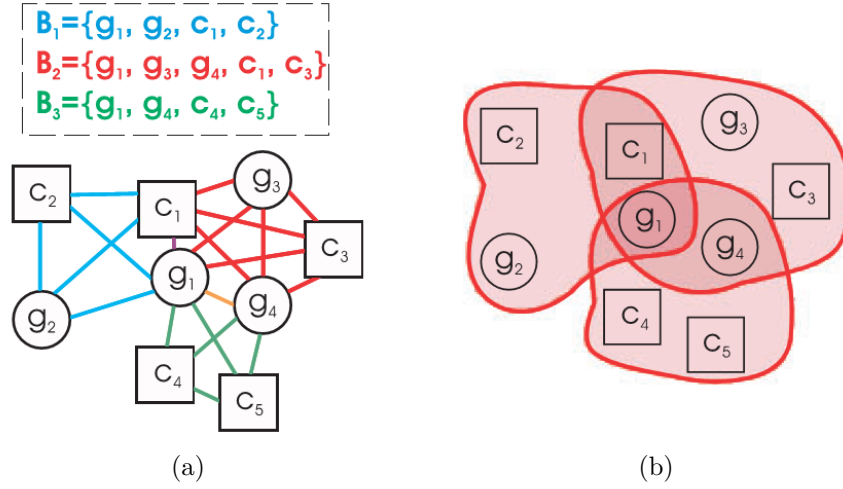 B₁={g₁, g₂, c₁, c₂}
B₂={g₁, g₃, g₄, c₁, c₃}
B₃={g₁, g₄, c₄, c₅}
c₂
c₁
g₃
c₃
g₁
g₂
g₄
c₄
c₅
(a)
c₂
c₁
g₃
c₃
g₁
g₂
g₄
c₄
c₅
(b)